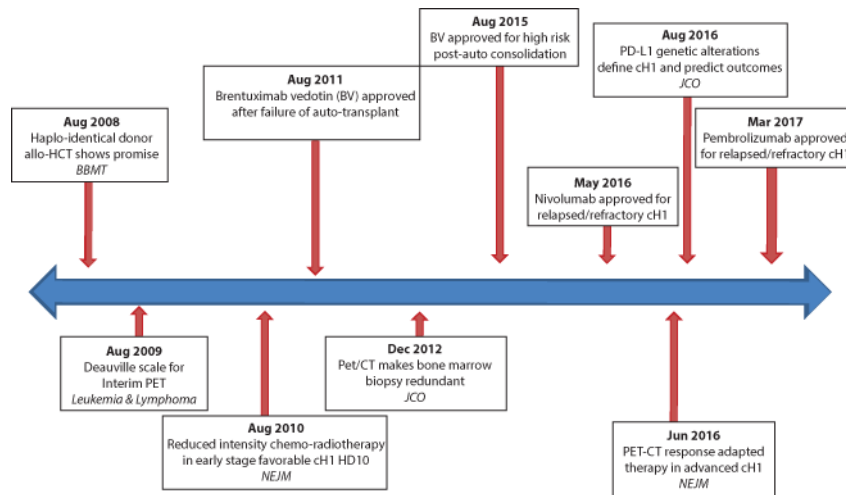 Aug 2008
Haplo-identical donor
allo-HCT shows promise
BBMT
Aug 2011
Brentuximab vedotin (BV) approved
after failure of auto-transplant
Aug 2015
BV approved for high risk
post-auto consolidation
May 2016
Nivolumab approved for
relapsed/refractory cH1
Aug 2016
PD-L1 genetic alterations
define cH1 and predict outcomes
JCO
Mar 2017
Pembrolizumab approved
for relapsed/refractory cH1
Aug 2009
Deauville scale for
Interim PET
Leukemia & Lymphoma
Aug 2010
Reduced intensity chemo-radiotherapy
in early stage favorable cH1 HD10
NEJM
Dec 2012
Pet/CT makes bone marrow
biopsy redundant
JCO
Jun 2016
PET-CT response adapted
therapy in advanced cH1
NEJM